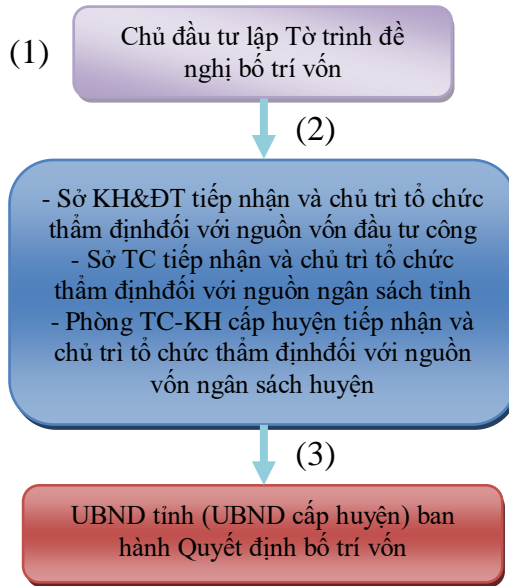 (1)
Chủ đầu tư lập Tờ trình đề
nghị bố trí vốn
(2)
- Sở KH&ĐT tiếp nhận và chủ trì tổ chức
thẩm địnhđối với nguồn vốn đầu tư công
- Sở TC tiếp nhận và chủ trì tổ chức
thẩm địnhđối với nguồn ngân sách tỉnh
- Phòng TC-KH cấp huyện tiếp nhận và
chủ trì tổ chức thẩm địnhđối với nguồn
vốn ngân sách huyện
(3)
UBND tỉnh (UBND cấp huyện) ban
hành Quyết định bố trí vốn